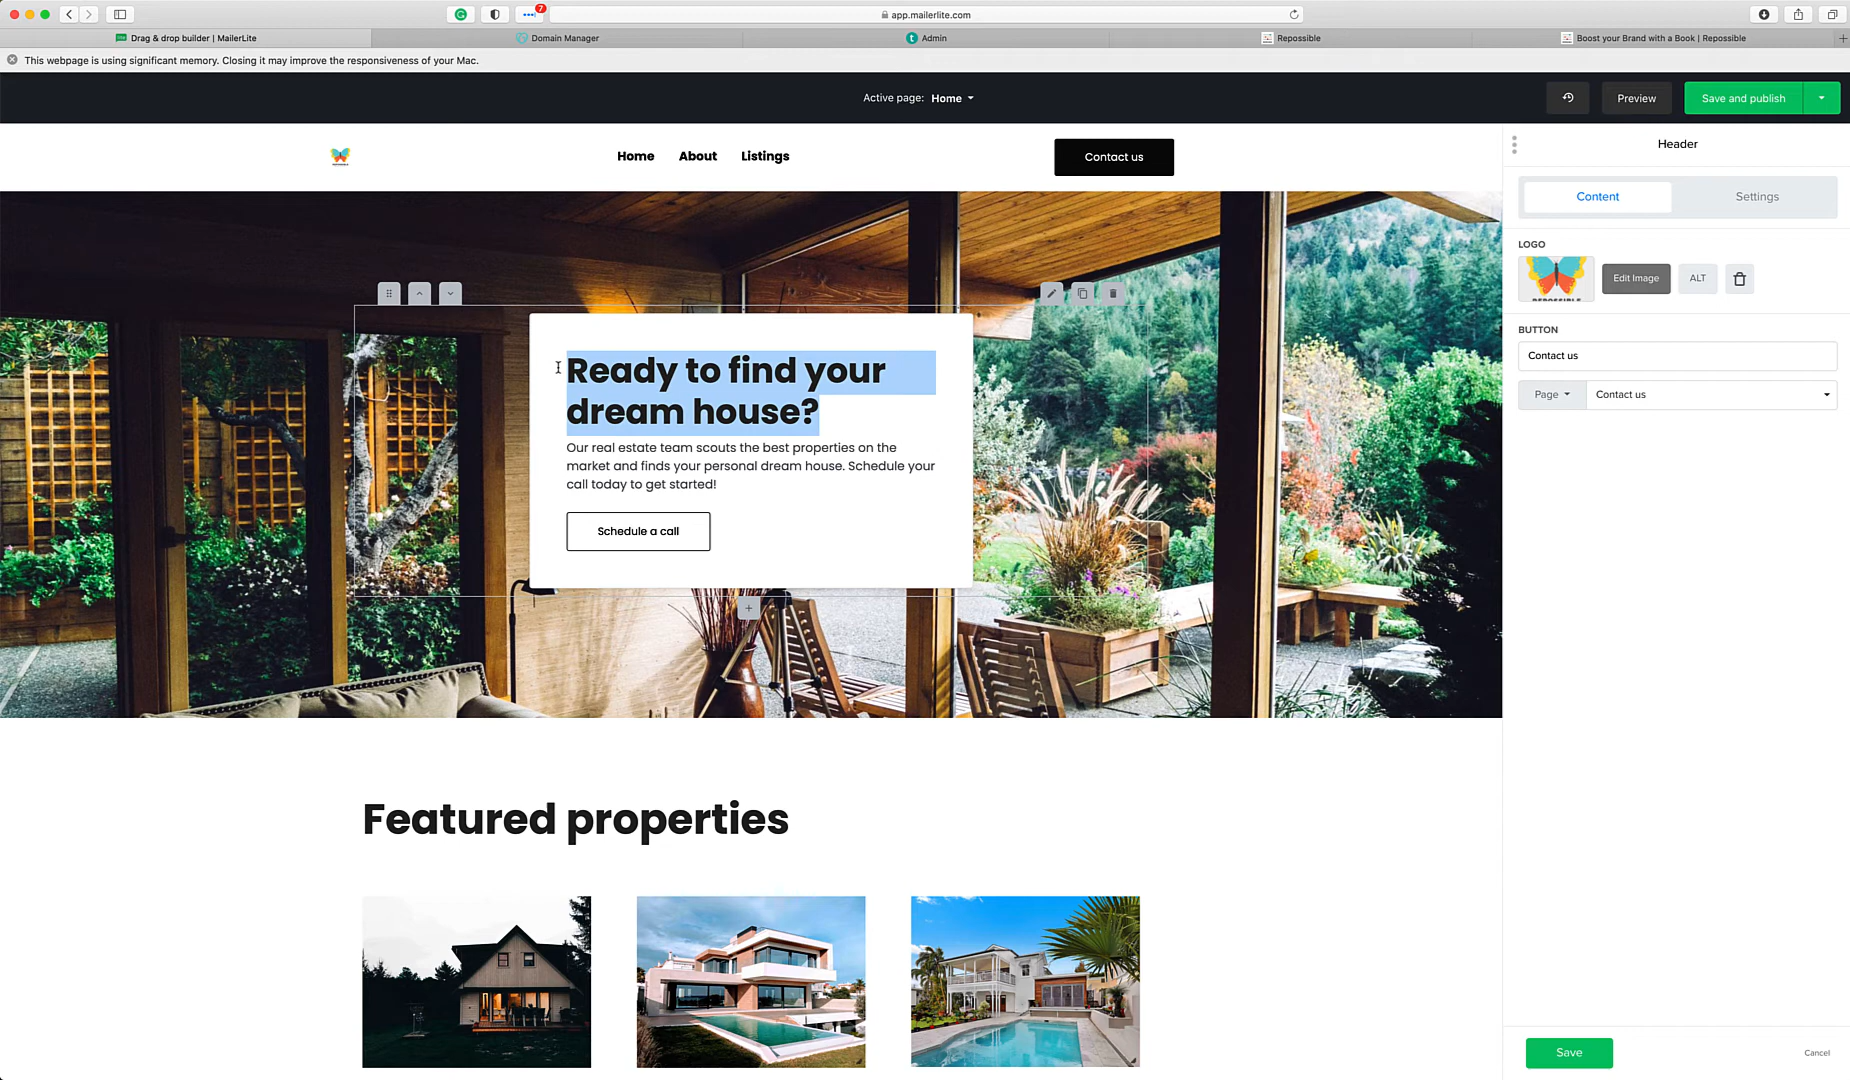 7
app.mailerlite.com
Drag & drop builder | MailerLite
Domain Manager
Admin
Repossible
Boost your Brand with a Book | Repossible
This webpage is using significant memory. Closing it may improve the responsiveness of your Mac.
Active page: Home
Preview
Save and publish
Home
About
Listings
Contact us
Header
Content
Settings
LOGO
REPOSSIBLE
Edit Image
ALT
BUTTON
Contact us
Page
Contact us
Ready to find your
dream house?
Our real estate team scouts the best properties on the
market and finds your personal dream house. Schedule your
call today to get started!
Schedule a call
Featured properties
Save
Cancel